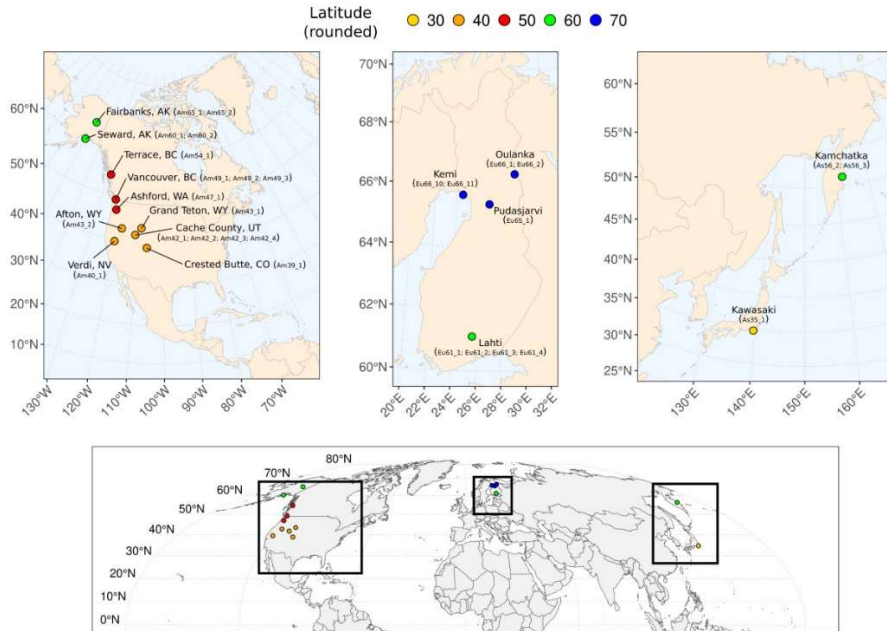 Latitude
(rounded)
30
40
50
60
70
60°N
50°N
40°N
30°N
20°N
10°N
130°W
120°W
110°W
100°W
90°W
80°W
70°W
Fairbanks, AK (Am65_1; Am65_2)
Seward, AK (Am60_1; Am60_2)
Terrace, BC (Am54_1)
Vancouver, BC (Am49_1; Am49_2; Am49_3)
Ashford, WA (Am47_1)
Afton, WY
(Am43_2)
Grand Teton, WY (Am43_1)
Cache County, UT
(Am42_1; Am42_2; Am42_3; Am42_4)
Verdi, NV
(Am40_1)
Crested Butte, CO (Am39_1)
70°N
68°N
66°N
64°N
62°N
60°N
20°E
22°E
24°E
26°E
28°E
30°E
32°E
Oulanka
(Eu66_1; Eu66_2)
Kemi
(Eu66_10; Eu66_11)
Pudasjarvi
(Eu65_1)
Lahti
(Eu61_1; Eu61_2; Eu61_3; Eu61_4)
60°N
55°N
50°N
45°N
40°N
35°N
30°N
25°N
130°E
140°E
150°E
160°E
Kamchatka
(As56_2; As56_3)
Kawasaki
(As35_1)
80°N
70°N
60°N
50°N
40°N
30°N
20°N
10°N
0°N